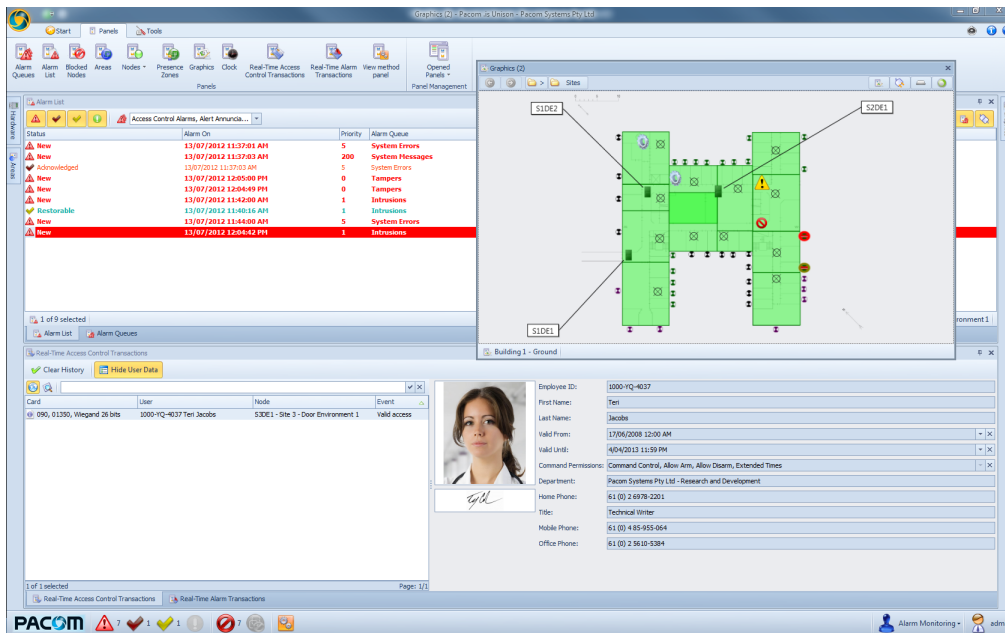 Graphics (2) - Pacom .is Unison - Pacom Systems Pty Ltd
Start Panels Tools
Alarm Queues Alarm List Blocked Nodes Areas Nodes Presence Zones Graphics Clock Real-Time Access Control Transactions Real-Time Alarm Transactions View method panel Opened Panels
Panels Panel Management
Hardware
Areas
Alarm List
Access Control Alarms, Alert Annuncia...
Status Alarm On Priority Alarm Queue
New 13/07/2012 11:37:01 AM 5 System Errors
New 13/07/2012 11:37:03 AM 200 System Messages
Acknowledged 13/07/2012 11:37:03 AM 5 System Errors
New 13/07/2012 12:05:00 PM 0 Tampers
New 13/07/2012 12:04:49 PM 0 Tampers
New 13/07/2012 11:42:00 AM 1 Intrusions
Restorable 13/07/2012 11:40:16 AM 1 Intrusions
New 13/07/2012 11:44:00 AM 5 System Errors
New 13/07/2012 12:04:42 PM 1 Intrusions
1 of 9 selected
ronment 1
Alarm List Alarm Queues
Graphics (2)
> Sites
S1DE2
S2DE1
S1DE1
Building 1 - Ground
Real-Time Access Control Transactions
Clear History Hide User Data
Card User Node Event
090, 01350, Wiegand 26 bits 1000-YQ-4037 Teri Jacobs S3DE1 - Site 3 - Door Environment 1 Valid access
1 of 1 selected Page: 1/1
Employee ID: 1000-YQ-4037
First Name: Teri
Last Name: Jacobs
Valid From: 17/06/2008 12:00 AM
Valid Until: 4/04/2013 11:59 PM
Command Permissions: Command Control, Allow Arm, Allow Disarm, Extended Times
Department: Pacom Systems Pty Ltd - Research and Development
Home Phone: 61 (0) 2 6978-2201
Title: Technical Writer
Mobile Phone: 61 (0) 4 85-955-064
Office Phone: 61 (0) 2 5610-5384
Real-Time Access Control Transactions Real-Time Alarm Transactions
PACOM 7 1 1 7 Alarm Monitoring adm